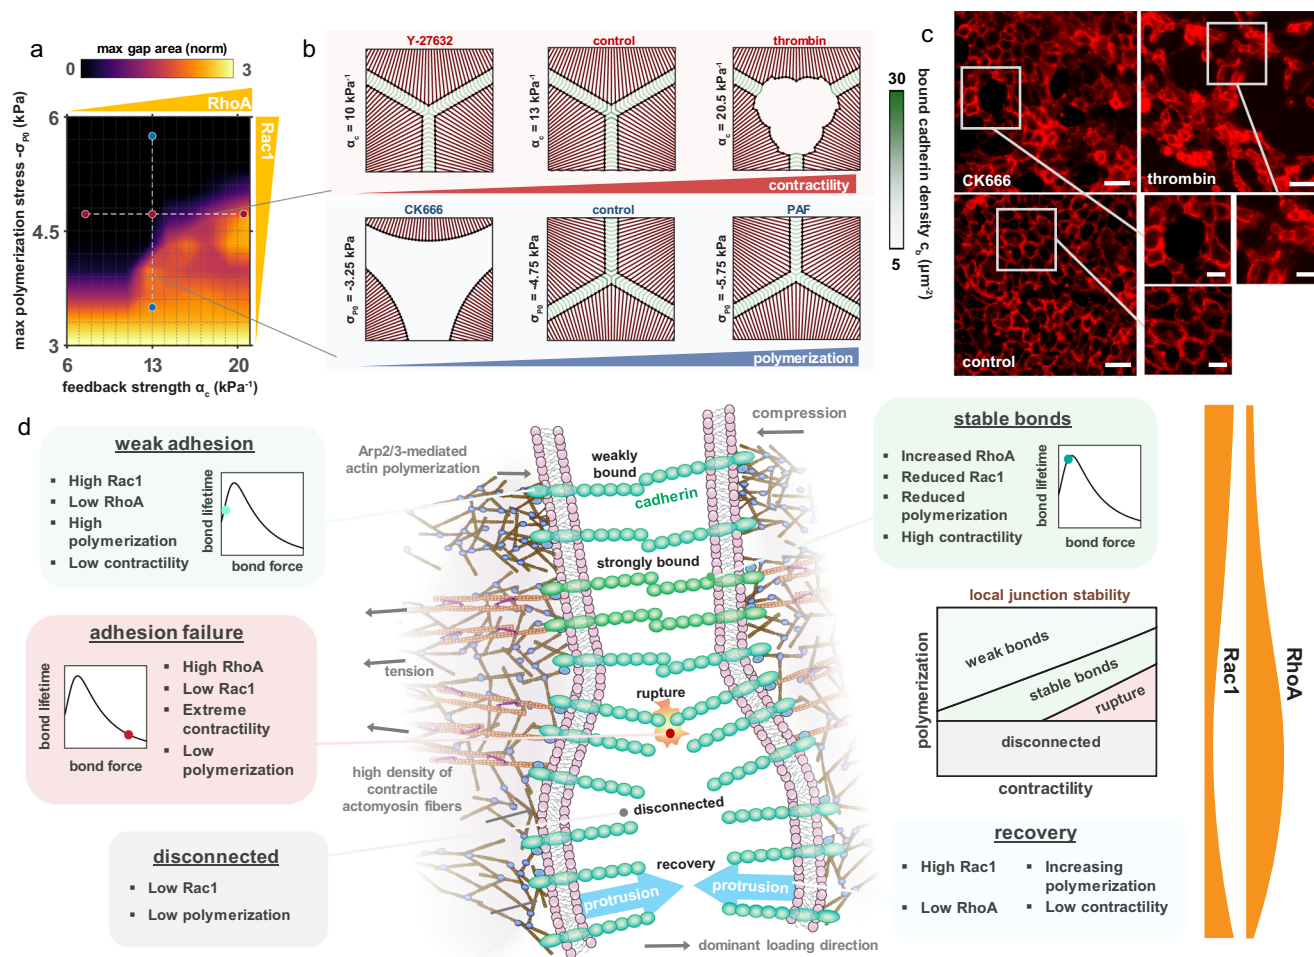 a
max gap area (norm)
0
3
RhoA
Rac1
max polymerization stress -σP0 (kPa)
6
4.5
3
6
13
20
feedback strength αc (kPa-1)
b
Y-27632
control
thrombin
αc = 10 kPa-1
αc = 13 kPa-1
αc = 20.5 kPa-1
contractility
CK666
control
PAF
σP0 = -3.25 kPa
σP0 = -4.75 kPa
σP0 = -5.75 kPa
polymerization
30
5
bound cadherin density cb (μm-2)
c
CK666
thrombin
control
d
weak adhesion
High Rac1
Low RhoA
High
polymerization
Low contractility
bond lifetime
bond force
adhesion failure
bond lifetime
bond force
High RhoA
Low Rac1
Extreme
contractility
Low
polymerization
disconnected
Low Rac1
Low polymerization
Arp2/3-mediated
actin polymerization
compression
weakly
bound
cadherin
strongly bound
tension
rupture
high density of
contractile
actomyosin fibers
disconnected
recovery
protrusion
protrusion
dominant loading direction
stable bonds
Increased RhoA
Reduced Rac1
Reduced
polymerization
High contractility
bond lifetime
bond force
local junction stability
polymerization
weak bonds
stable bonds
rupture
disconnected
contractility
recovery
High Rac1
Low RhoA
Increasing
polymerization
Low contractility
Rac1
RhoA